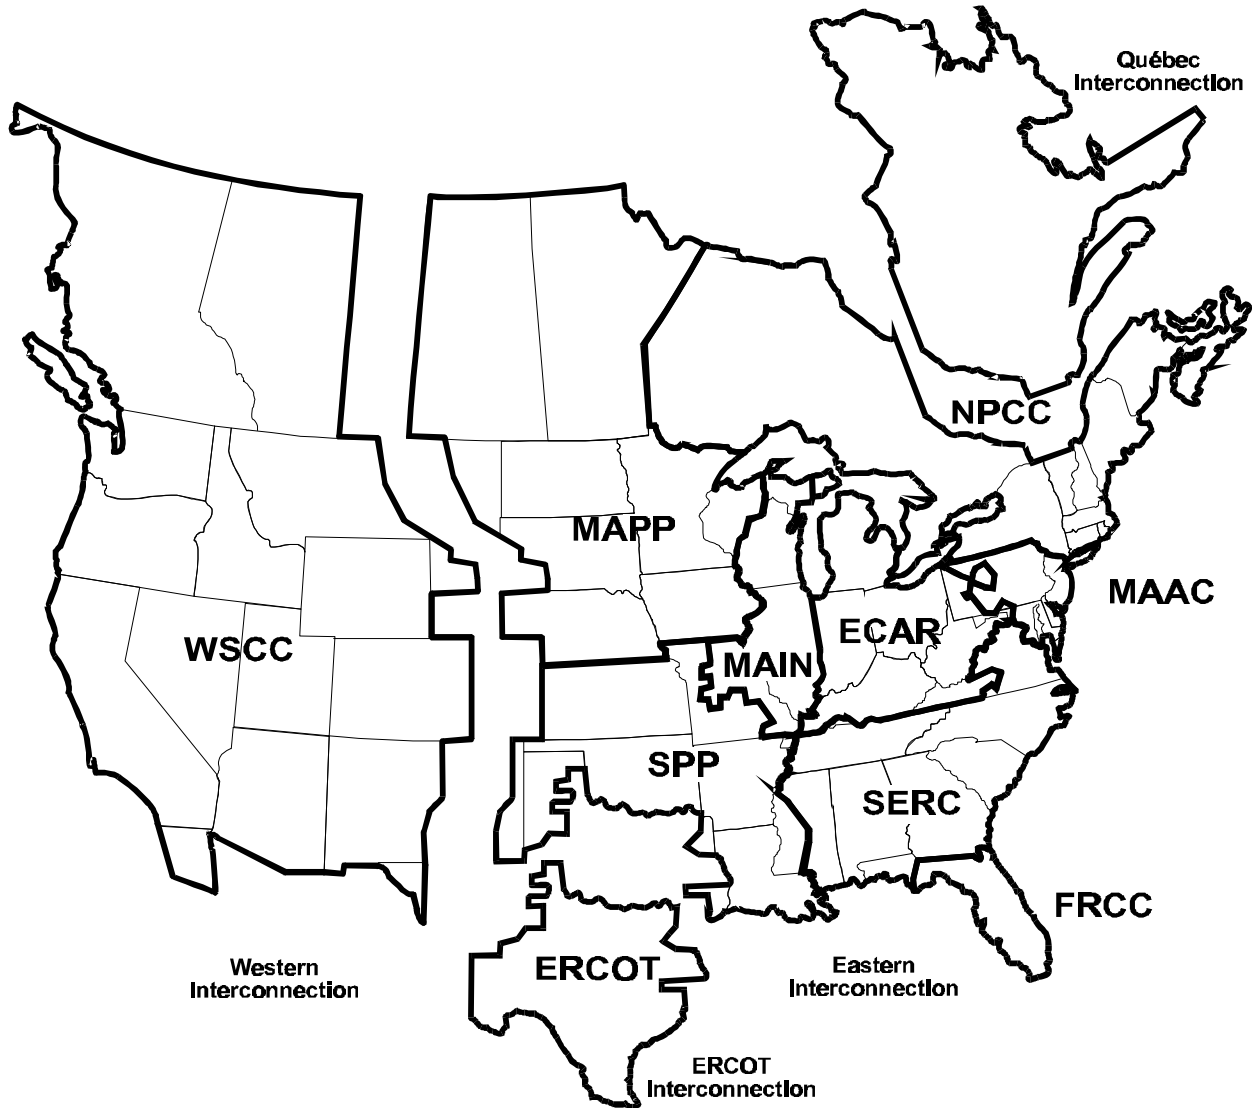 Québec
Interconnection
NPCC
MAPP
MAAC
ECAR
WSCC
MAIN
SPP
SERC
FRCC
ERCOT
Western
Interconnection
Eastern
Interconnection
ERCOT
Interconnection